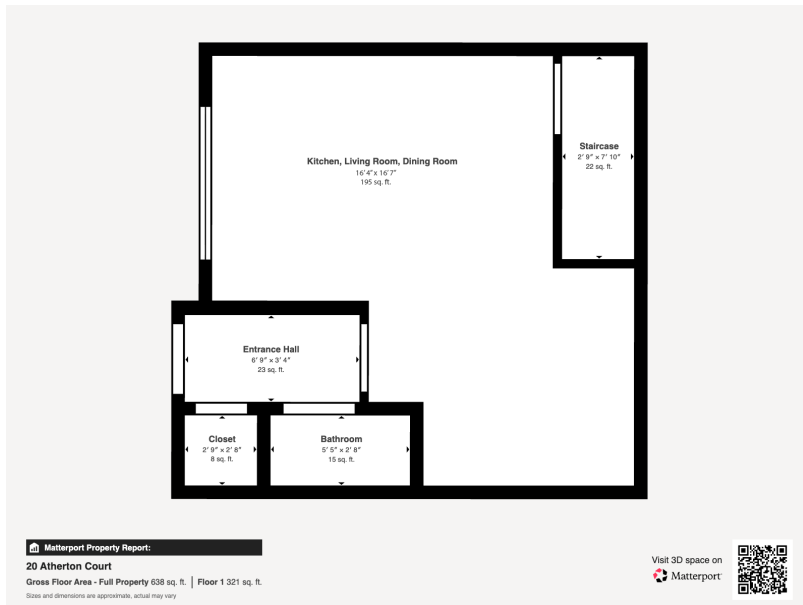 Kitchen, Living Room, Dining Room
16'4" x 16'7"
195 sq. ft.
Staircase
2' 9" × 7' 10"
22 sq. ft.
Entrance Hall
6' 9" × 3' 4"
23 sq. ft.
Closet
2' 9" × 2' 8"
8 sq. ft.
Bathroom
5' 5" × 2' 8"
15 sq. ft.
Matterport Property Report:
20 Atherton Court
Gross Floor Area - Full Property 638 sq. ft. | Floor 1 321 sq. ft.
Sizes and dimensions are approximate, actual may vary
Visit 3D space on
Matterport